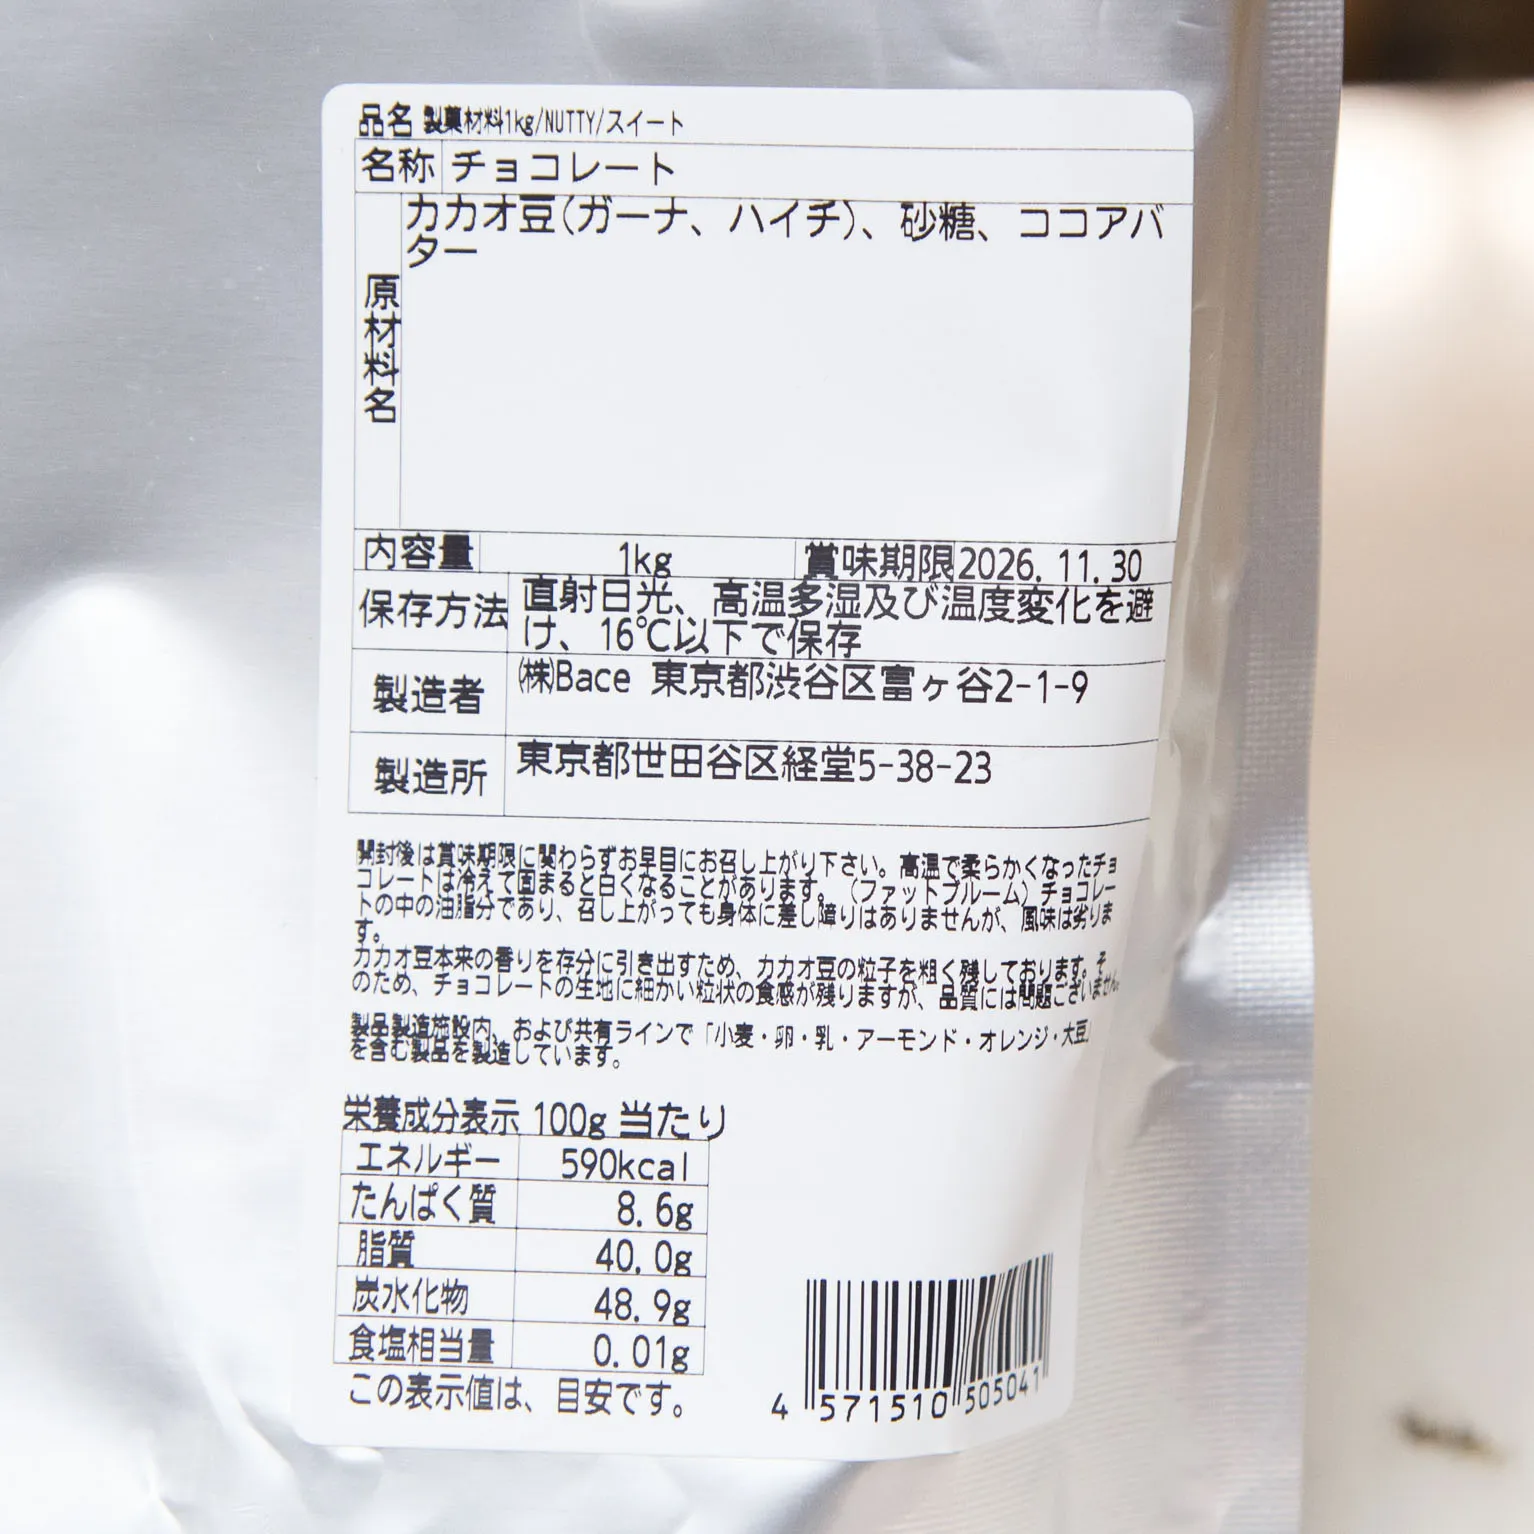 品名 製菓材料1kg/NUTTY/スイート
名称 チョコレート
原材料名
カカオ豆(ガーナ、ハイチ)、砂糖、ココアバ
ター
内容量 1kg 賞味期限 2026.11.30
保存方法 直射日光、高温多湿及び温度変化を避
け、16℃以下で保存
製造者 ㈱Bace 東京都渋谷区富ヶ谷2-1-9
製造所 東京都世田谷区経堂5-38-23
開封後は賞味期限に関わらずお早目にお召し上がり下さい。高温で柔らかくなったチョ
コレートは冷えて固まると白くなることがあります。(ファットブルーム)チョコレー
トの中の油脂分であり、召し上がっても身体に差し障りはありませんが、風味は劣りま
す。
カカオ豆本来の香りを存分に引き出すため、カカオ豆の粒子を粗く残しております。そ
のため、チョコレートの生地に細かい粒状の食感が残りますが、品質には問題ございません。
製品製造施設内、および共有ラインで「小麦・卵・乳・アーモンド・オレンジ・大豆」
を含む製品を製造しています。
栄養成分表示 100g 当たり
エネルギー 590kcal
たんぱく質 8.6g
脂質 40.0g
炭水化物 48.9g
食塩相当量 0.01g
この表示値は、目安です。
4 571510 505041